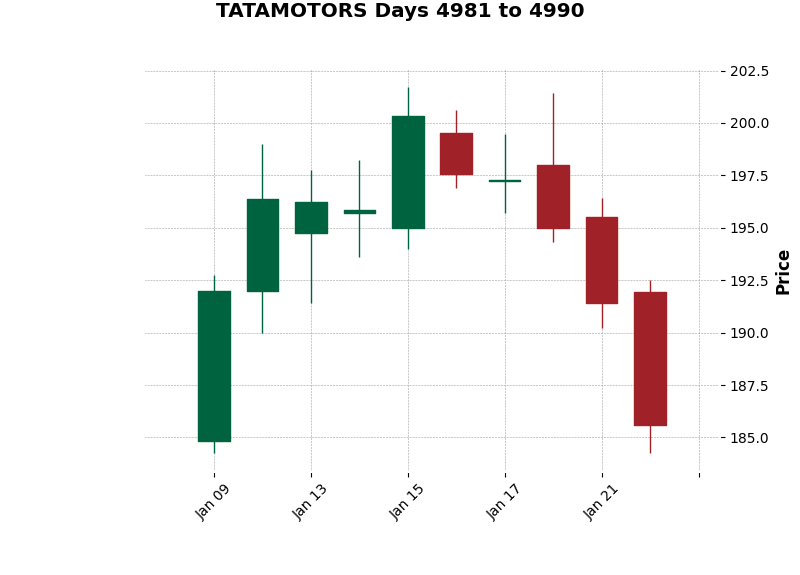 TATAMOTORS Days 4981 to 4990
202.5
200.0
197.5
195.0
192.5
190.0
187.5
185.0
Price
Jan 09
Jan 13
Jan 15
Jan 17
Jan 21